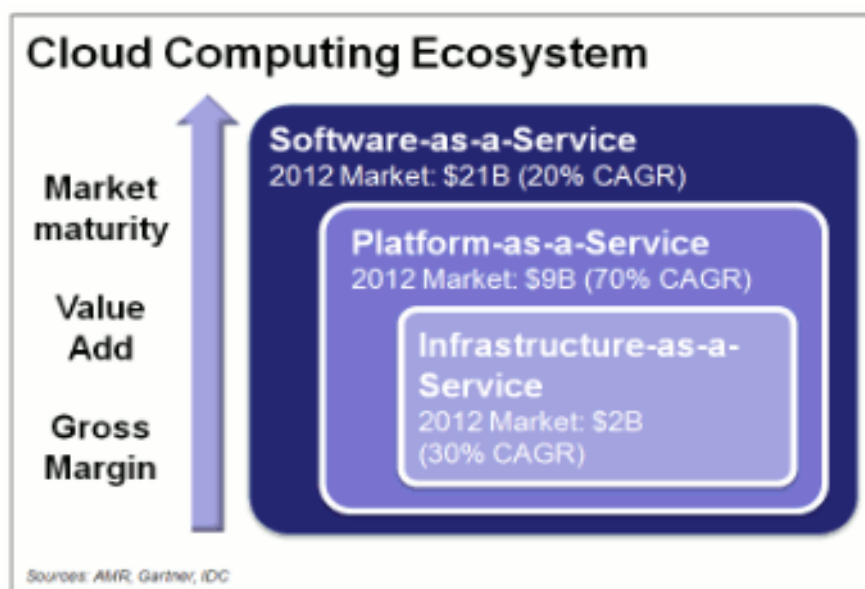 Cloud Computing Ecosystem
Market
maturity
Value
Add
Gross
Margin
Software-as-a-Service
2012 Market: $21B (20% CAGR)
Platform-as-a-Service
2012 Market: $9B (70% CAGR)
Infrastructure-as-a-
Service
2012 Market: $2B
(30% CAGR)
Sources: AMR, Gartner, IDC